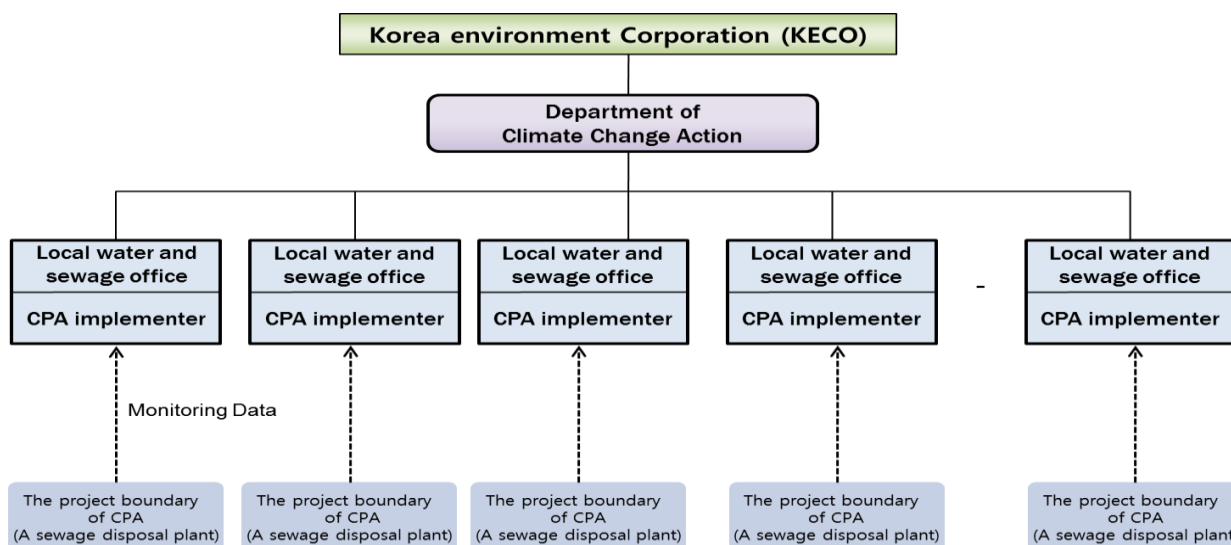 Korea environment Corporation (KECO)
Department of
Climate Change Action
Local water and
sewage office
CPA implementer
Local water and
sewage office
CPA implementer
Local water and
sewage office
CPA implementer
Local water and
sewage office
CPA implementer
-
Local water and
sewage office
CPA implementer
Monitoring Data
The project boundary
of CPA
(A sewage disposal plant)
The project boundary
of CPA
(A sewage disposal plant)
The project boundary
of CPA
(A sewage disposal plant)
The project boundary
of CPA
(A sewage disposal plant)
The project boundary
of CPA
(A sewage disposal plant)